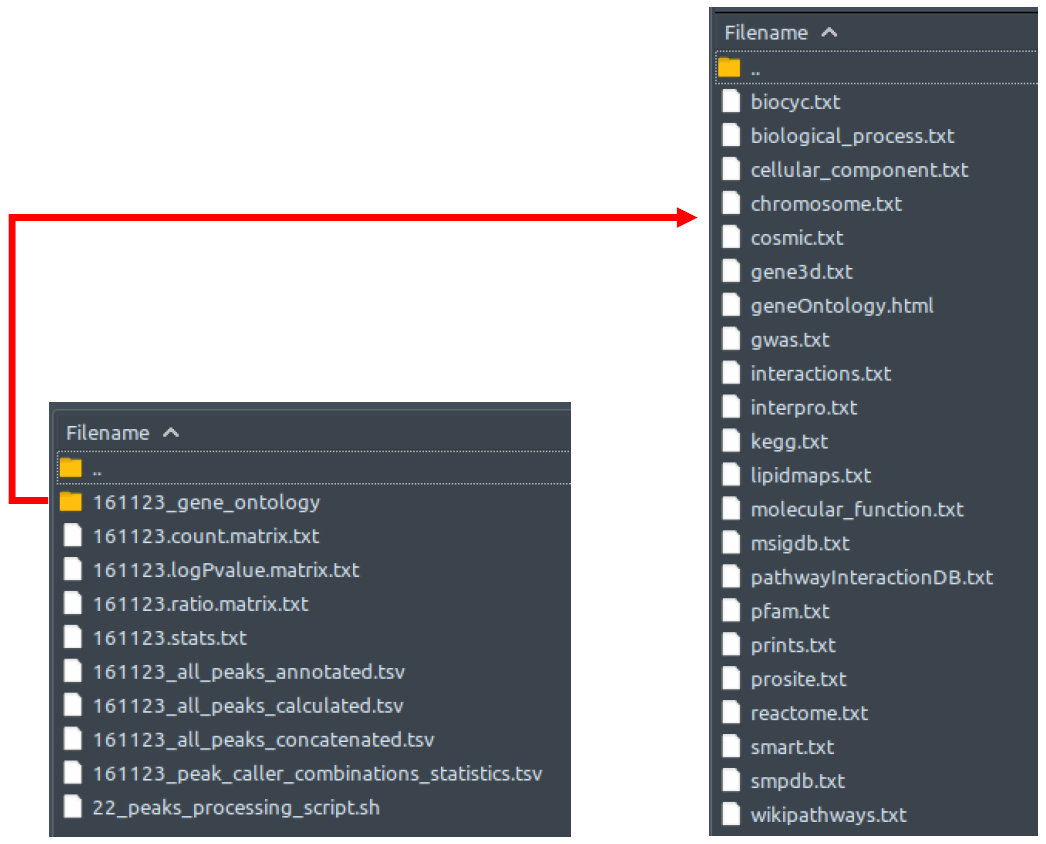 Filename
..
161123_gene_ontology
161123.count.matrix.txt
161123.logPvalue.matrix.txt
161123.ratio.matrix.txt
161123.stats.txt
161123_all_peaks_annotated.tsv
161123_all_peaks_calculated.tsv
161123_all_peaks_concatenated.tsv
161123_peak_caller_combinations_statistics.tsv
22_peaks_processing_script.sh
Filename
..
biocyc.txt
biological_process.txt
cellular_component.txt
chromosome.txt
cosmic.txt
gene3d.txt
geneOntology.html
gwas.txt
interactions.txt
interpro.txt
kegg.txt
lipidmaps.txt
molecular_function.txt
msigdb.txt
pathwayInteractionDB.txt
pfam.txt
prints.txt
prosite.txt
reactome.txt
smart.txt
smpdb.txt
wikipathways.txt